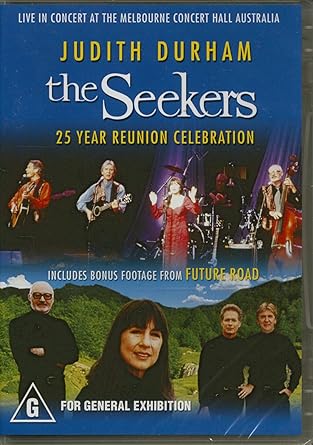 LIVE IN CONCERT AT THE MELBOURNE CONCERT HALL AUSTRALIA
JUDITH DURHAM
the SEEKERS
25 YEAR REUNION CELEBRATION
INCLUDES BONUS FOOTAGE FROM FUTURE ROAD
G
FOR GENERAL EXHIBITION